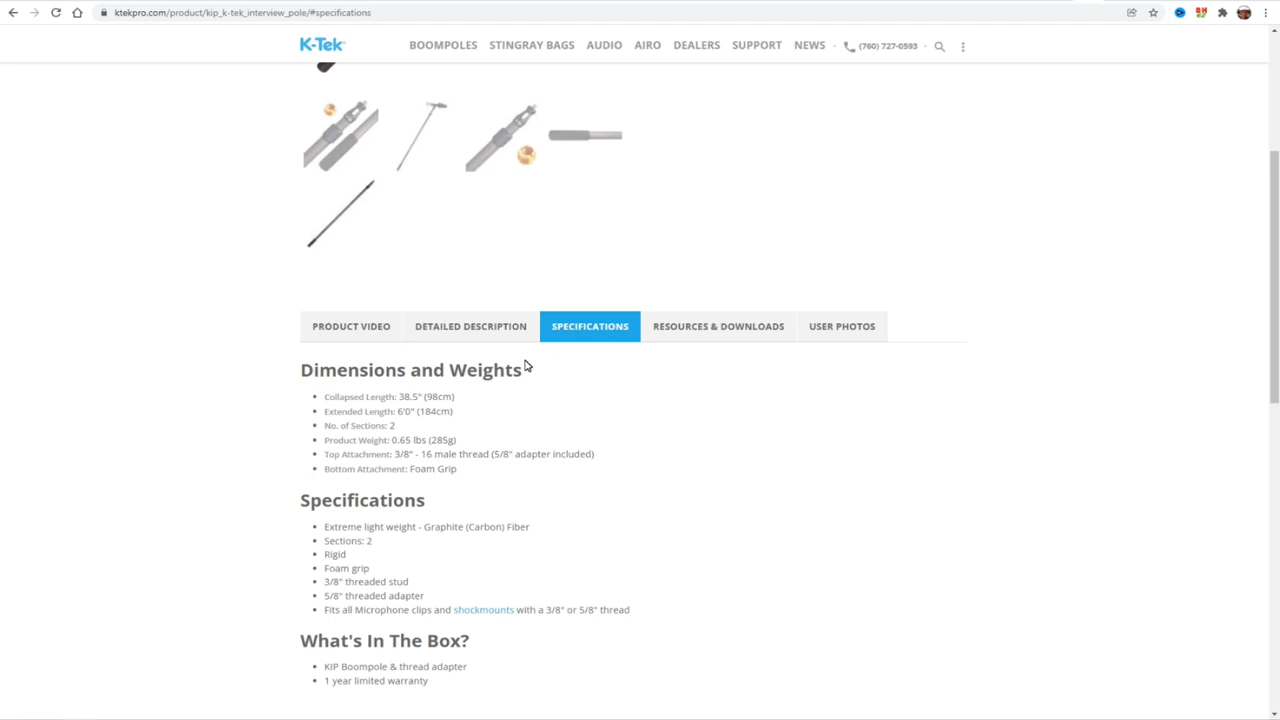 ktekpro.com/product/kip_k-tek_interview_pole/#specifications
K-Tek BOOMPOLES STINGRAY BAGS AUDIO AIRO DEALERS SUPPORT NEWS (760) 727-0593
PRODUCT VIDEO DETAILED DESCRIPTION SPECIFICATIONS RESOURCES & DOWNLOADS USER PHOTOS
Dimensions and Weights
Collapsed Length: 38.5" (98cm)
Extended Length: 6'0" (184cm)
No. of Sections: 2
Product Weight: 0.65 lbs (285g)
Top Attachment: 3/8" - 16 male thread (5/8" adapter included)
Bottom Attachment: Foam Grip
Specifications
Extreme light weight - Graphite (Carbon) Fiber
Sections: 2
Rigid
Foam grip
3/8" threaded stud
5/8" threaded adapter
Fits all Microphone clips and shockmounts with a 3/8" or 5/8" thread
What's In The Box?
KIP Boompole & thread adapter
1 year limited warranty